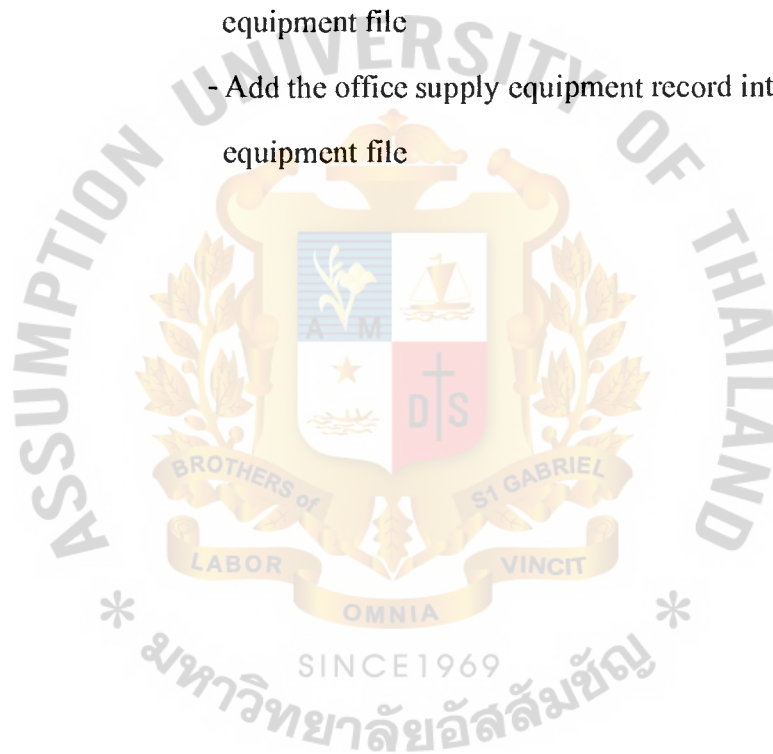 equipment file
- Add the office supply equipment record int
equipment file
ASSUMPTION UNIVERSITY OF THAILAND
A M
D S
BROTHERS of S1 GABRIEL
LABOR OMNIA VINCIT
SINCE1969
* มหาวิทยาลัยอัสสัมชัญ *